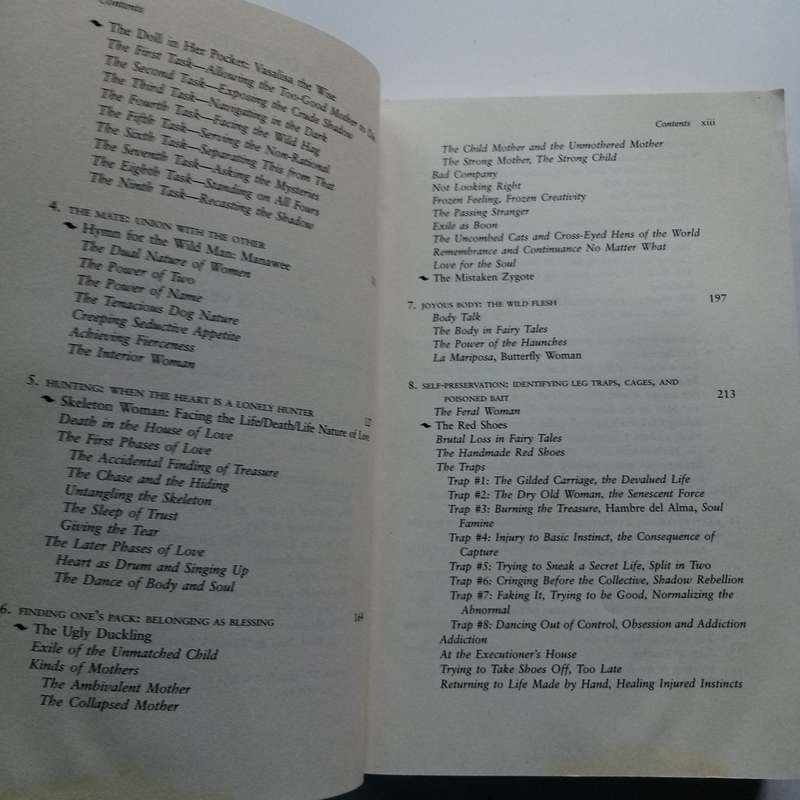 Contents
The Doll in Her Pocket: Vasalisa the Wise
The First Task—Allowing the Too-Good Mother to Die
The Second Task—Exposing the Crude Shadow
The Third Task—Navigating in the Dark
The Fourth Task—Facing the Wild Hag
The Fifth Task—Serving the Non-Rational
The Sixth Task—Separating This from That
The Seventh Task—Asking the Mysteries
The Eighth Task—Standing on All Fours
The Ninth Task—Recasting the Shadow
4. THE MATE: UNION WITH THE OTHER
Hymn for the Wild Man: Manawee
The Dual Nature of Women
The Power of Two
The Power of Name
The Tenacious Dog Nature
Creeping Seductive Appetite
Achieving Fierceness
The Interior Woman
5. HUNTING: WHEN THE HEART IS A LONELY HUNTER
Skeleton Woman: Facing the Life/Death/Life Nature of Love
Death in the House of Love
The First Phases of Love
The Accidental Finding of Treasure
The Chase and the Hiding
Untangling the Skeleton
The Sleep of Trust
Giving the Tear
The Later Phases of Love
Heart as Drum and Singing Up
The Dance of Body and Soul
6. FINDING ONE'S PACK: BELONGING AS BLESSING 164
The Ugly Duckling
Exile of the Unmatched Child
Kinds of Mothers
The Ambivalent Mother
The Collapsed Mother
Contents xiii
The Child Mother and the Unmothered Mother
The Strong Mother, The Strong Child
Bad Company
Not Looking Right
Frozen Feeling, Frozen Creativity
The Passing Stranger
Exile as Boon
The Uncombed Cats and Cross-Eyed Hens of the World
Remembrance and Continuance No Matter What
Love for the Soul
The Mistaken Zygote
7. JOYOUS BODY: THE WILD FLESH 197
Body Talk
The Body in Fairy Tales
The Power of the Haunches
La Mariposa, Butterfly Woman
8. SELF-PRESERVATION: IDENTIFYING LEG TRAPS, CAGES, AND
POISONED BAIT 213
The Feral Woman
The Red Shoes
Brutal Loss in Fairy Tales
The Handmade Red Shoes
The Traps
Trap #1: The Gilded Carriage, the Devalued Life
Trap #2: The Dry Old Woman, the Senescent Force
Trap #3: Burning the Treasure, Hambre del Alma, Soul
Famine
Trap #4: Injury to Basic Instinct, the Consequence of
Capture
Trap #5: Trying to Sneak a Secret Life, Split in Two
Trap #6: Cringing Before the Collective, Shadow Rebellion
Trap #7: Faking It, Trying to be Good, Normalizing the
Abnormal
Trap #8: Dancing Out of Control, Obsession and Addiction
Addiction
At the Executioner's House
Trying to Take Shoes Off, Too Late
Returning to Life Made by Hand, Healing Injured Instincts